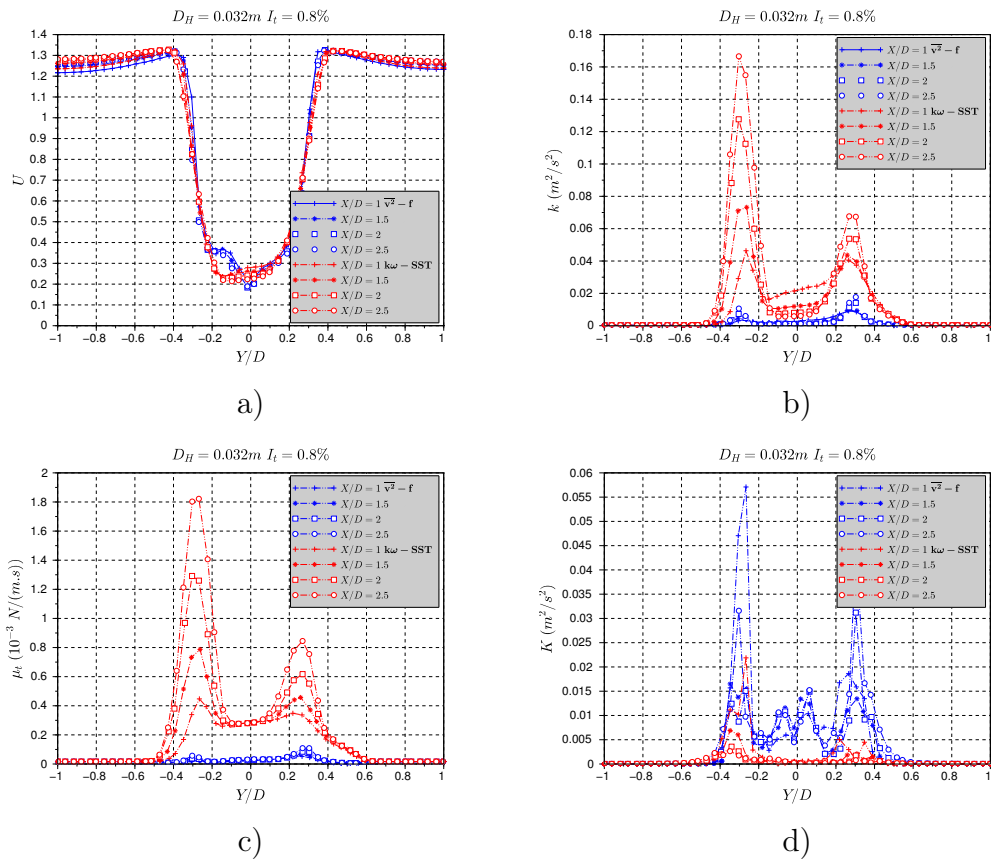 D_H = 0.032m I_t = 0.8%
1.4
1.3
1.2
1.1
1
0.9
0.8
0.7
0.6
0.5
0.4
0.3
0.2
0.1
0
U
X/D = 1 v̅²̅ − f
X/D = 1.5
X/D = 2
X/D = 2.5
X/D = 1 kω − SST
X/D = 1.5
X/D = 2
X/D = 2.5
−1 −0.8 −0.6 −0.4 −0.2 0 0.2 0.4 0.6 0.8 1
Y/D
a)
D_H = 0.032m I_t = 0.8%
0.18
0.16
0.14
0.12
0.1
0.08
0.06
0.04
0.02
0
k (m²/s²)
X/D = 1 v̅²̅ − f
X/D = 1.5
X/D = 2
X/D = 2.5
X/D = 1 kω − SST
X/D = 1.5
X/D = 2
X/D = 2.5
−1 −0.8 −0.6 −0.4 −0.2 0 0.2 0.4 0.6 0.8 1
Y/D
b)
D_H = 0.032m I_t = 0.8%
2
1.8
1.6
1.4
1.2
1
0.8
0.6
0.4
0.2
0
μ_t (10⁻³ N/(m.s))
X/D = 1 v̅²̅ − f
X/D = 1.5
X/D = 2
X/D = 2.5
X/D = 1 kω − SST
X/D = 1.5
X/D = 2
X/D = 2.5
−1 −0.8 −0.6 −0.4 −0.2 0 0.2 0.4 0.6 0.8 1
Y/D
c)
D_H = 0.032m I_t = 0.8%
0.06
0.055
0.05
0.045
0.04
0.035
0.03
0.025
0.02
0.015
0.01
0.005
0
K (m²/s²)
X/D = 1 v̅²̅ − f
X/D = 1.5
X/D = 2
X/D = 2.5
X/D = 1 kω − SST
X/D = 1.5
X/D = 2
X/D = 2.5
−1 −0.8 −0.6 −0.4 −0.2 0 0.2 0.4 0.6 0.8 1
Y/D
d)